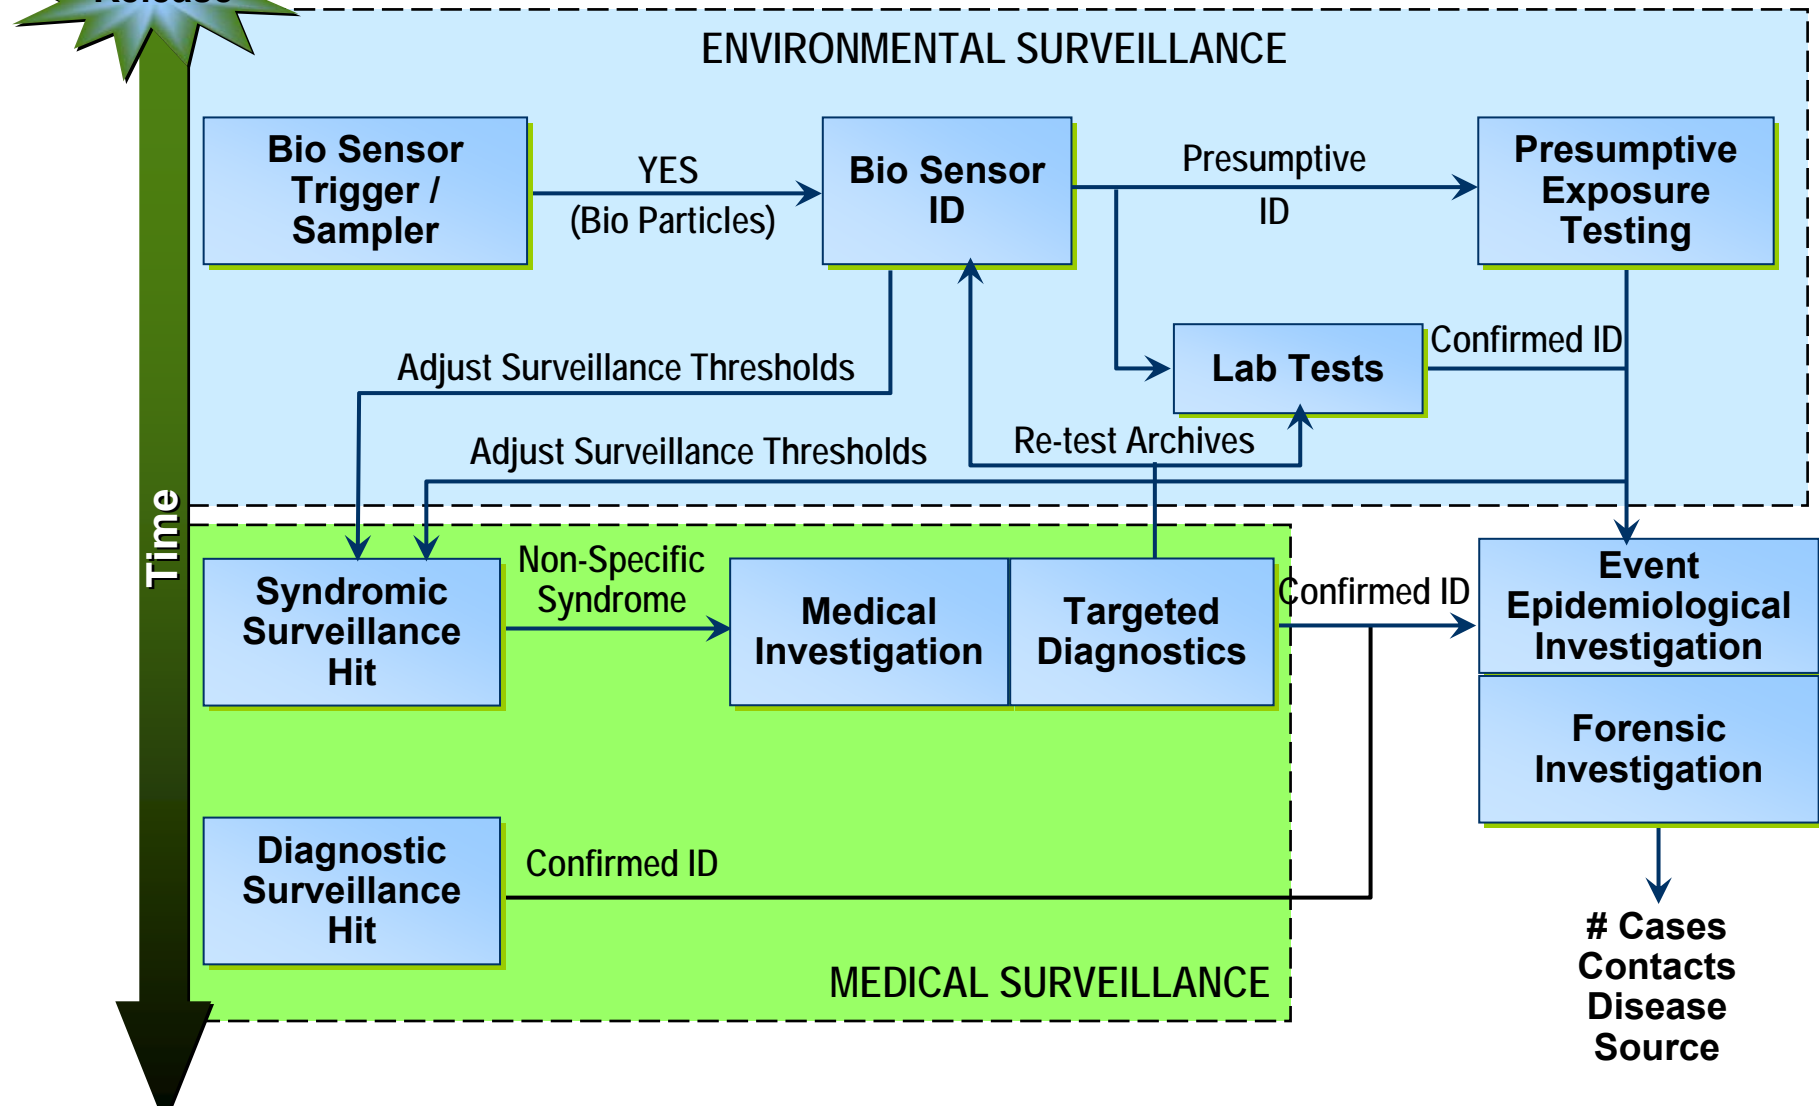 Release
ENVIRONMENTAL SURVEILLANCE
Bio Sensor
Trigger /
Sampler
YES
(Bio Particles)
Bio Sensor
ID
Presumptive
ID
Presumptive
Exposure
Testing
Adjust Surveillance Thresholds
Lab Tests
Confirmed ID
Adjust Surveillance Thresholds
Re-test Archives
Time
Syndromic
Surveillance
Hit
Non-Specific
Syndrome
Medical
Investigation
Targeted
Diagnostics
Confirmed ID
Event
Epidemiological
Investigation
Forensic
Investigation
Diagnostic
Surveillance
Hit
Confirmed ID
MEDICAL SURVEILLANCE
# Cases
Contacts
Disease
Source